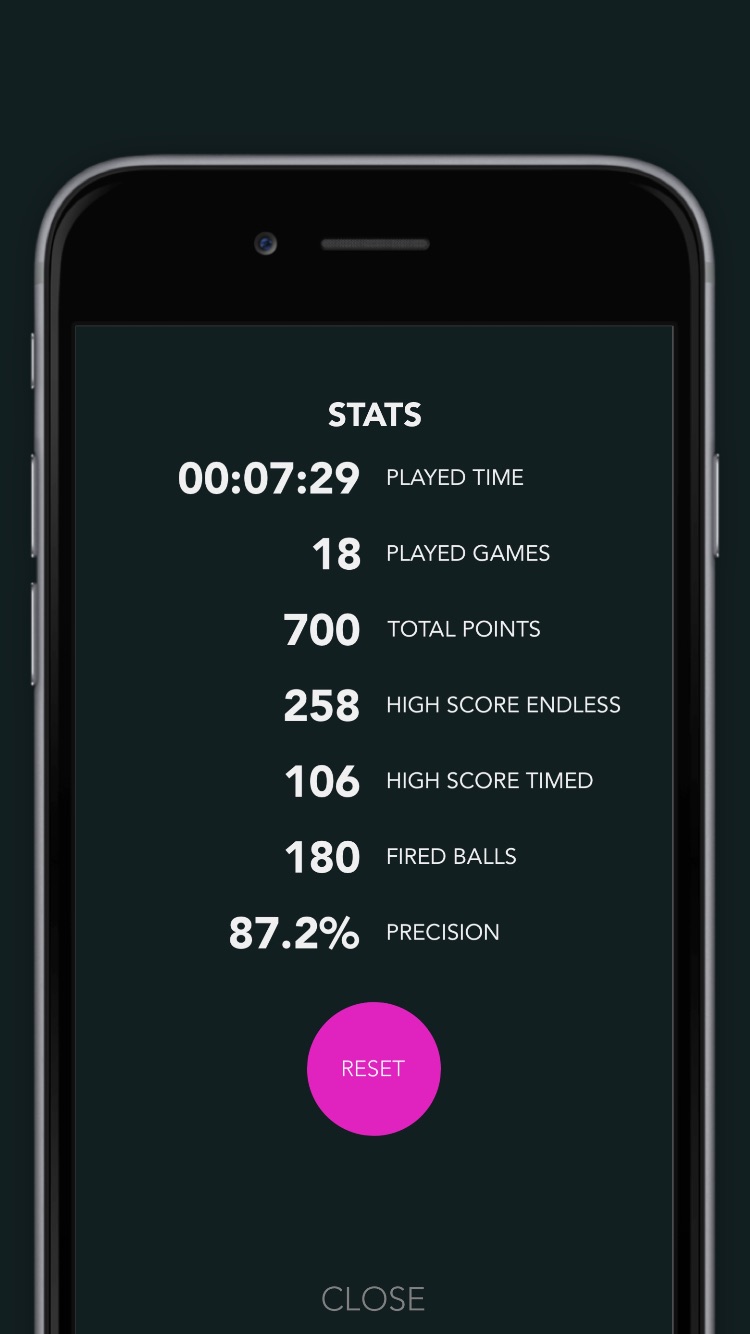 STATS
00:07:29 PLAYED TIME
18 PLAYED GAMES
700 TOTAL POINTS
258 HIGH SCORE ENDLESS
106 HIGH SCORE TIMED
180 FIRED BALLS
87.2% PRECISION
RESET
CLOSE